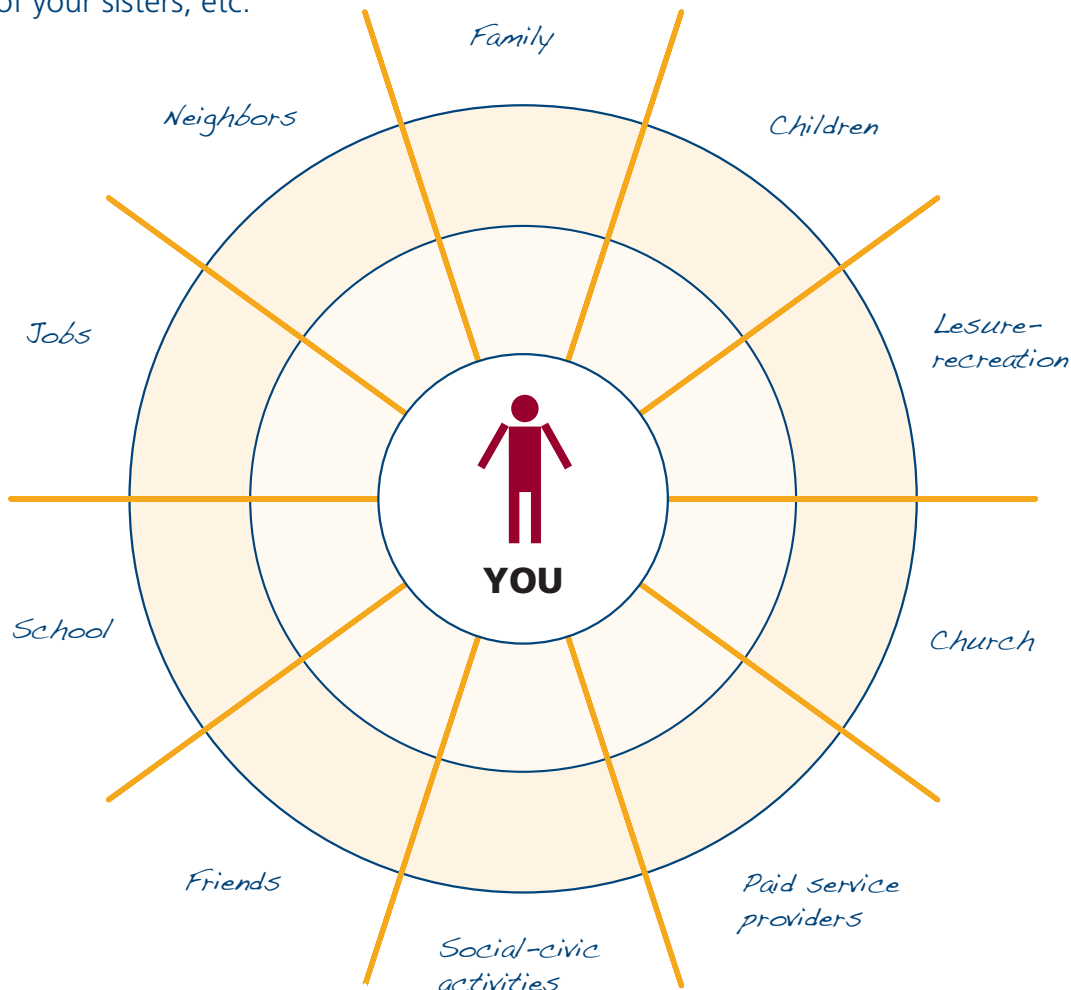 of your sisters, etc.
Family
Neighbors
Children
Jobs
Lesure-
recreation
YOU
School
Church
Friends
Paid service
providers
Social-civic
activities